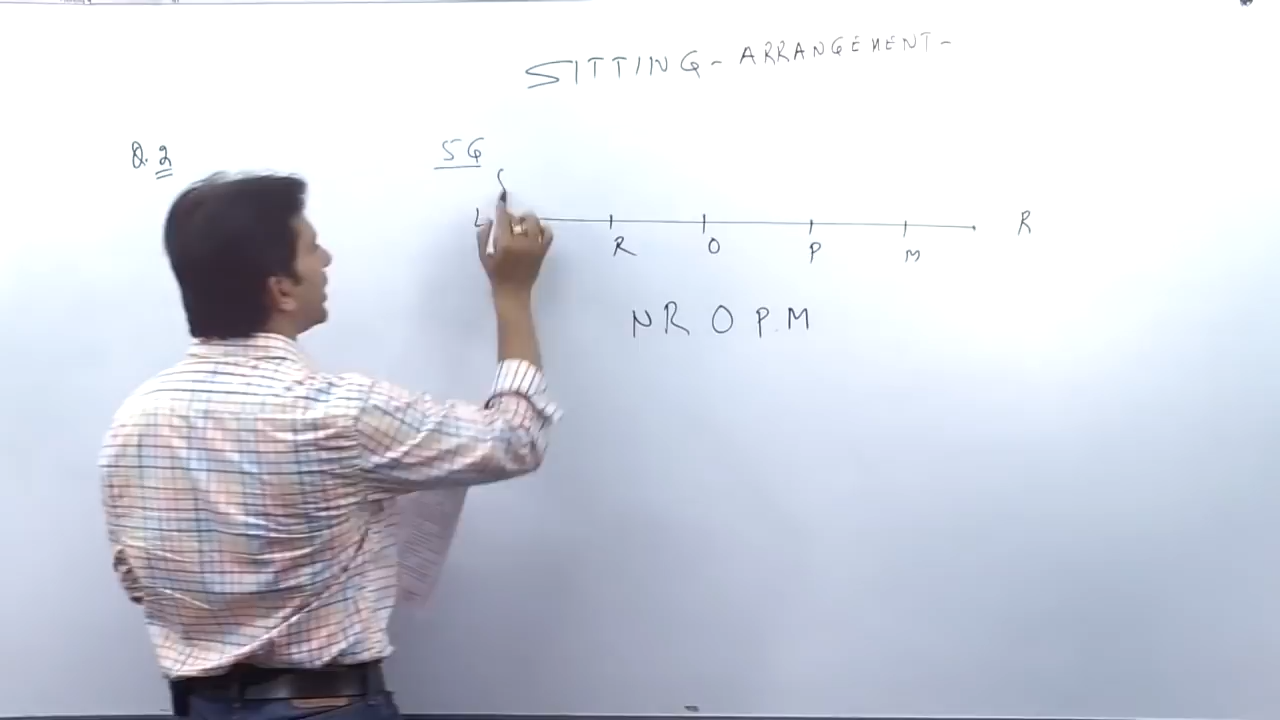 SITTING - ARRANGEMENT -
Q. 2
5G
L R
R O P M
N R O P. M